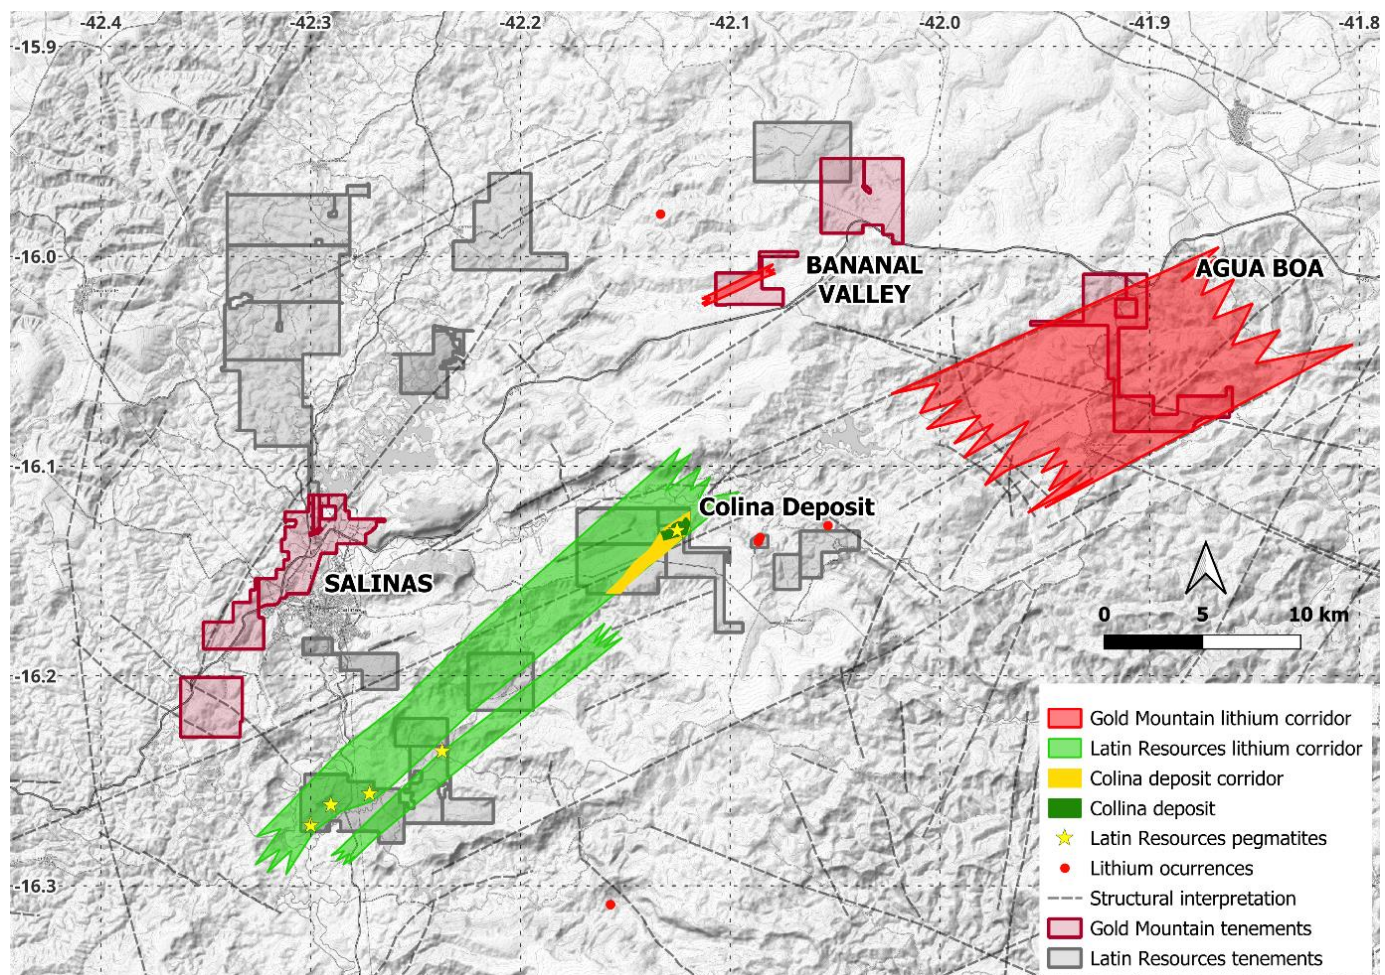 -42.4
-42.3
-42.2
-42.1
-42.0
-41.9
-41.8
-15.9
-16.0
BANANAL
VALLEY
AGUA BOA
-16.1
Colina Deposit
SALINAS
0
5
10 km
-16.2
-16.3
Gold Mountain lithium corridor
Latin Resources lithium corridor
Colina deposit corridor
Collina deposit
Latin Resources pegmatites
Lithium ocurrences
Structural interpretation
Gold Mountain tenements
Latin Resources tenements